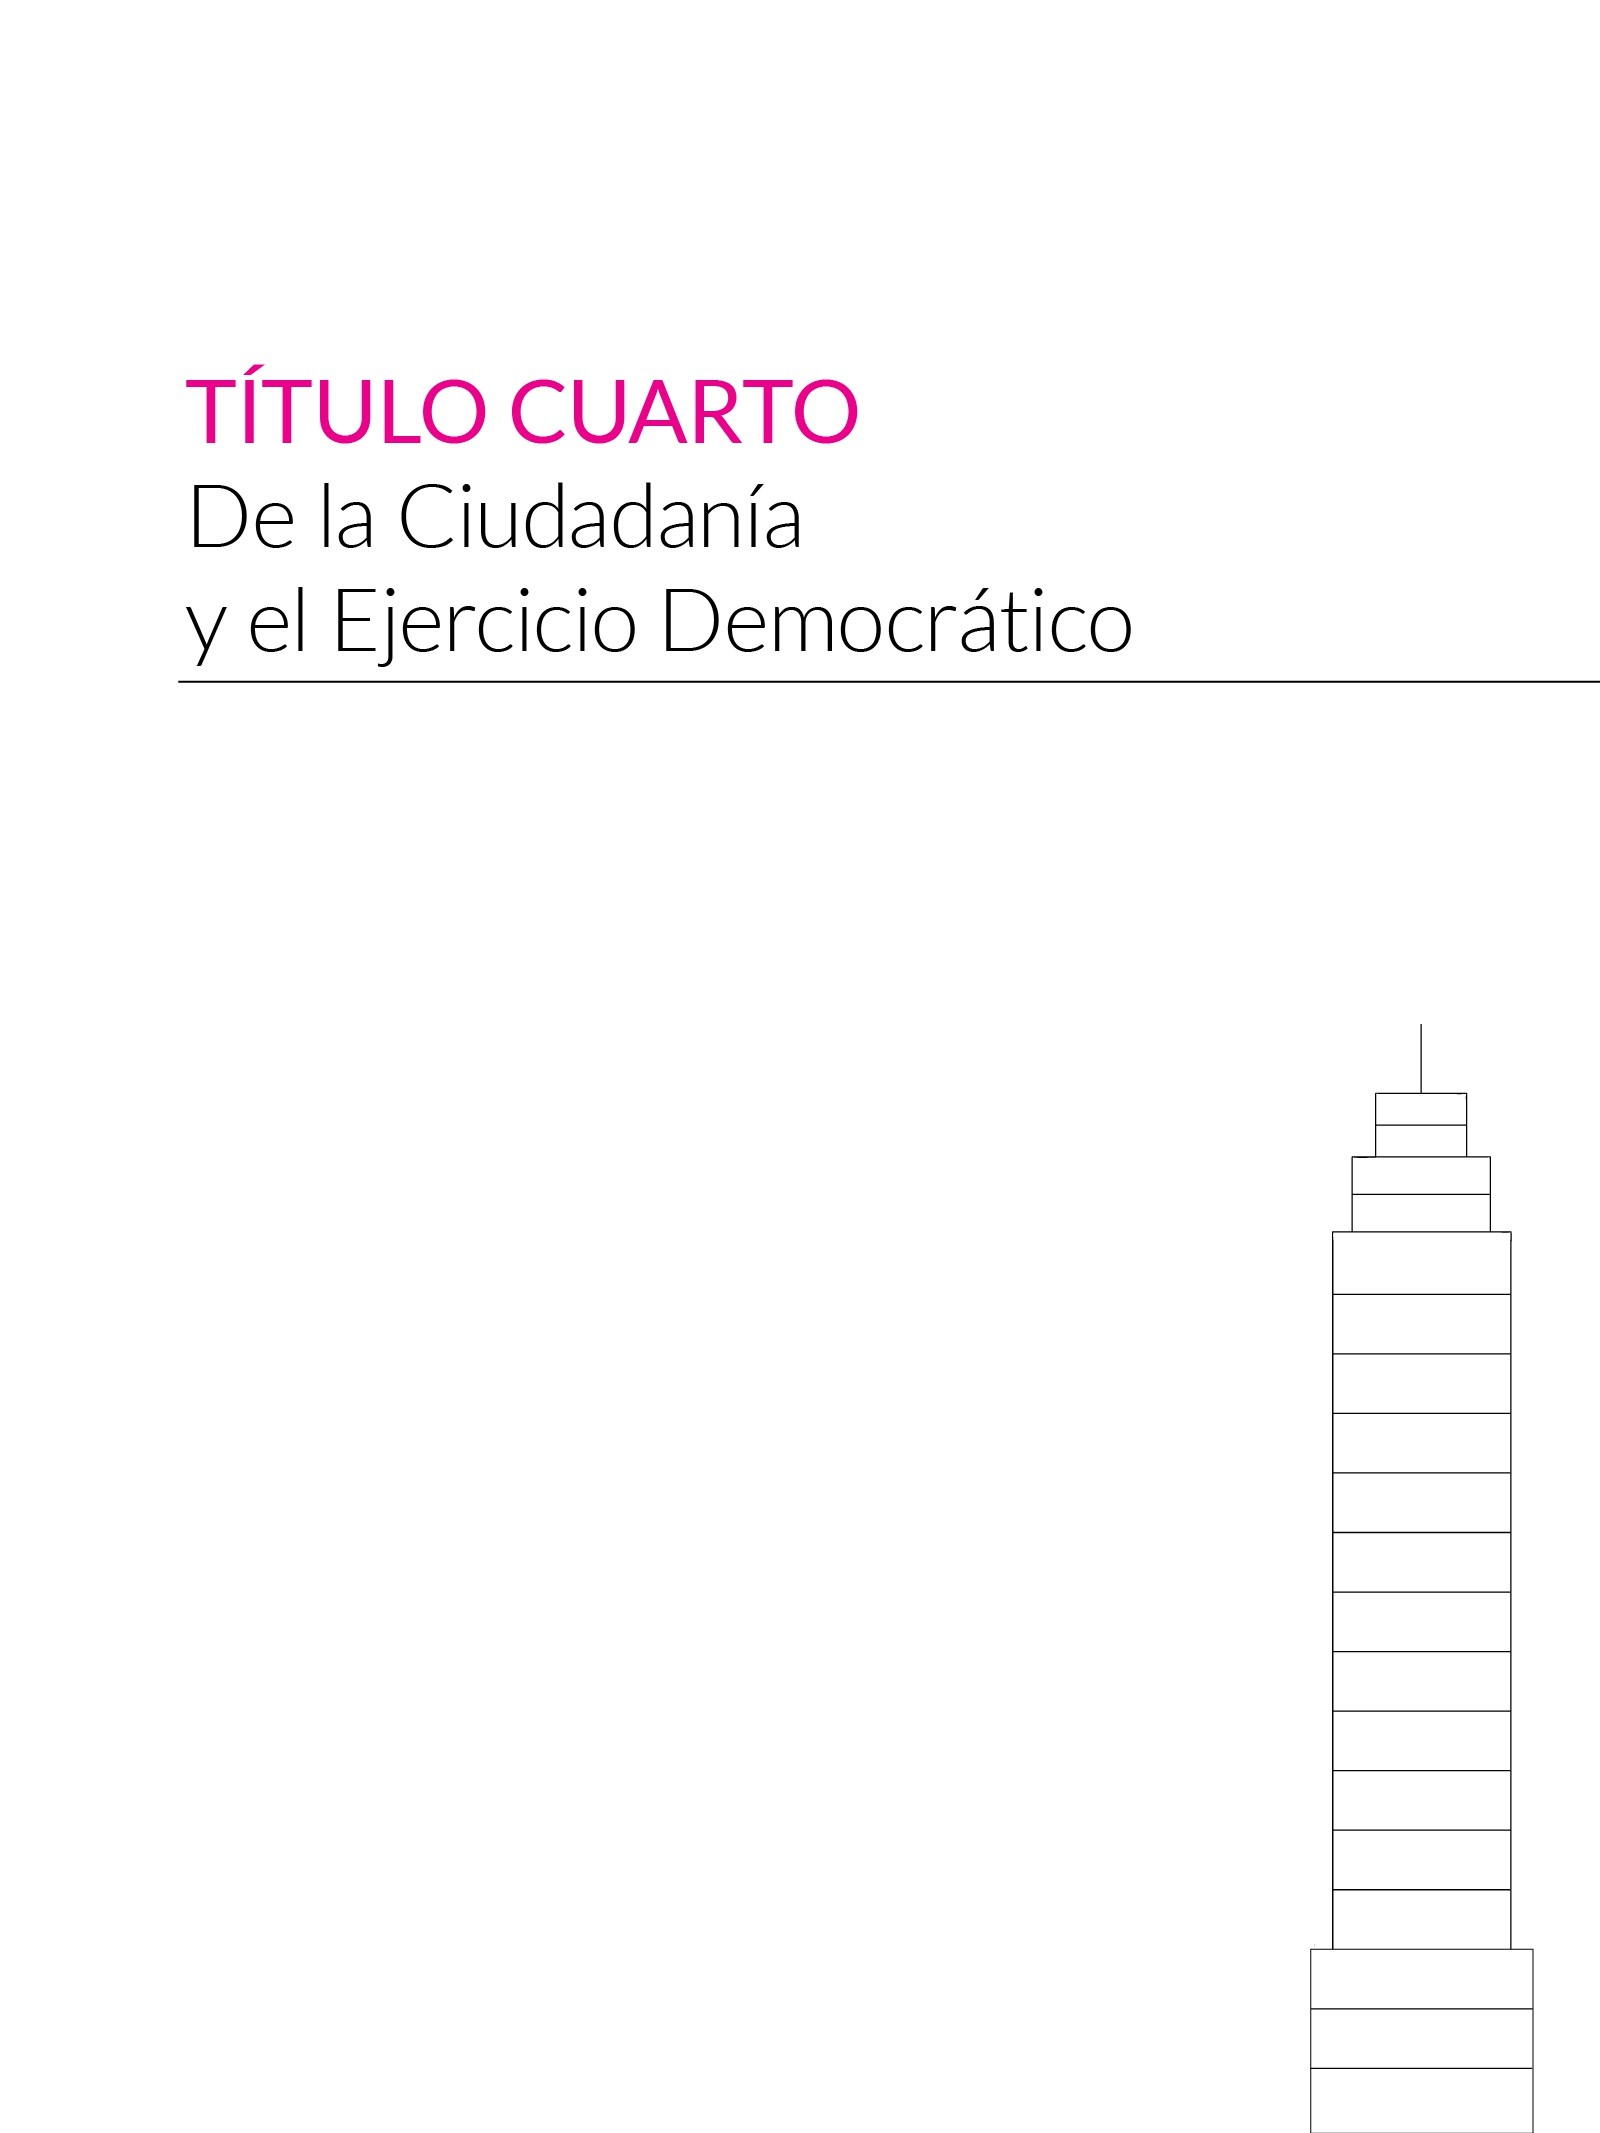 TÍTULO CUARTO
De la Ciudadanía
y el Ejercicio Democrático